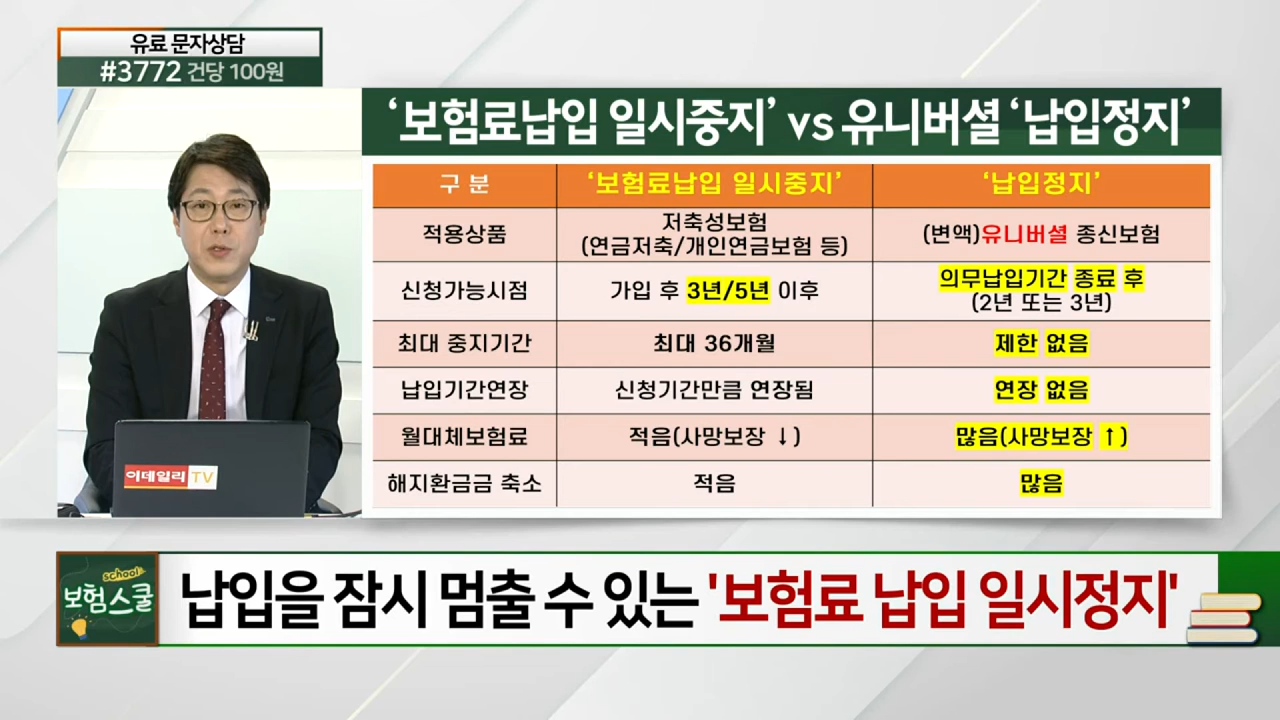 유료 문자상담
#3772 건당 100원
‘보험료납입 일시중지’ vs 유니버셜 ‘납입정지’
구 분 ‘보험료납입 일시중지’ ‘납입정지’
적용상품 저축성보험 (변액)유니버셜 종신보험
(연금저축/개인연금보험 등)
신청가능시점 가입 후 3년/5년 이후 의무납입기간 종료 후
(2년 또는 3년)
최대 중지기간 최대 36개월 제한 없음
납입기간연장 신청기간만큼 연장됨 연장 없음
월대체보험료 적음(사망보장 ↓) 많음(사망보장 ↑)
해지환금금 축소 적음 많음
이데일리TV
school
보험스쿨
납입을 잠시 멈출 수 있는 '보험료 납입 일시정지'